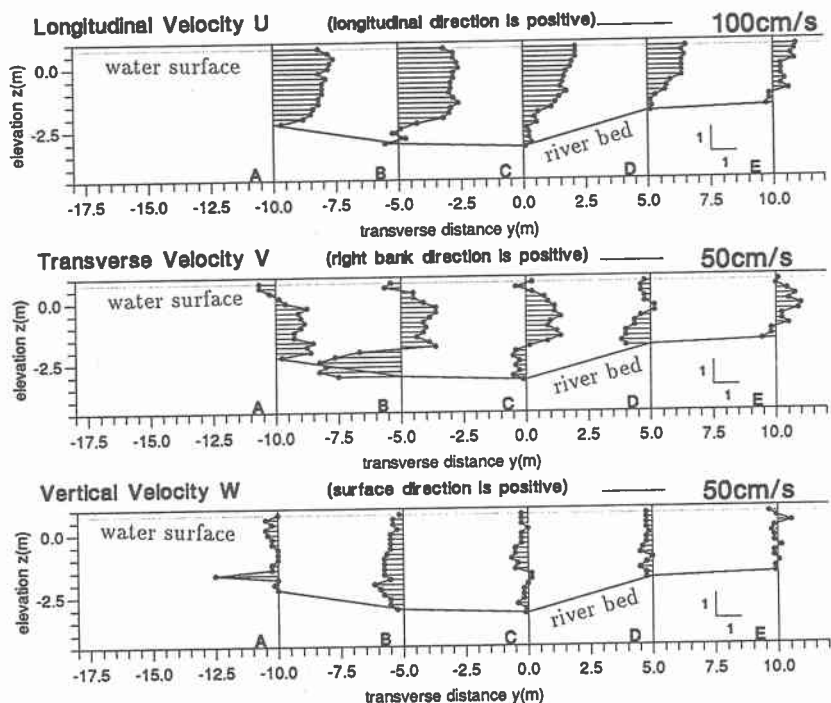 Longitudinal Velocity U (longitudinal direction is positive) 100cm/s
water surface
elevation z(m)
0.0
-2.5
river bed
1
1
A B C D E
-17.5 -15.0 -12.5 -10.0 -7.5 -5.0 -2.5 0.0 2.5 5.0 7.5 10.0
transverse distance y(m)
Transverse Velocity V (right bank direction is positive) 50cm/s
water surface
elevation z(m)
0.0
-2.5
river bed
1
1
A B C D E
-17.5 -15.0 -12.5 -10.0 -7.5 -5.0 -2.5 0.0 2.5 5.0 7.5 10.0
transverse distance y(m)
Vertical Velocity W (surface direction is positive) 50cm/s
water surface
elevation z(m)
0.0
-2.5
river bed
1
1
A B C D E
-17.5 -15.0 -12.5 -10.0 -7.5 -5.0 -2.5 0.0 2.5 5.0 7.5 10.0
transverse distance y(m)